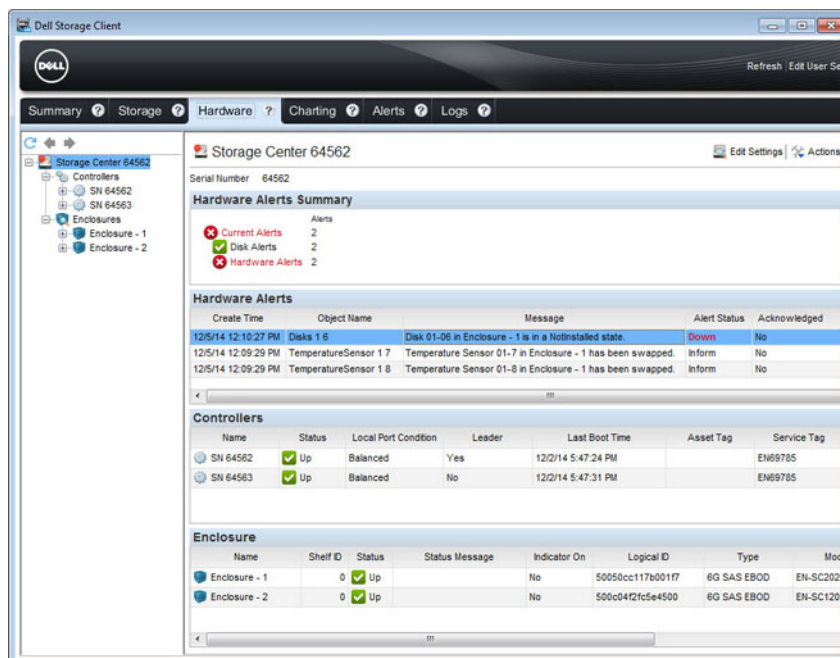 Dell Storage Client
DELL
Refresh Edit User Se
Summary ? Storage ? Hardware ? Charting ? Alerts ? Logs ?
Storage Center 64562
Controllers
SN 64562
SN 64563
Enclosures
Enclosure - 1
Enclosure - 2
Storage Center 64562
Edit Settings Actions
Serial Number 64562
Hardware Alerts Summary
Alerts
Current Alerts 2
Disk Alerts 2
Hardware Alerts 2
Hardware Alerts
Create Time Object Name Message Alert Status Acknowledged
12/5/14 12:10:27 PM Disks 1 6 Disk 01-06 in Enclosure - 1 is in a NotInstalled state. Down No
12/5/14 12:09:29 PM TemperatureSensor 1 7 Temperature Sensor 01-7 in Enclosure - 1 has been swapped. Inform No
12/5/14 12:09:29 PM TemperatureSensor 1 8 Temperature Sensor 01-8 in Enclosure - 1 has been swapped. Inform No
Controllers
Name Status Local Port Condition Leader Last Boot Time Asset Tag Service Tag
SN 64562 Up Balanced Yes 12/2/14 5:47:24 PM EN69785
SN 64563 Up Balanced No 12/2/14 5:47:31 PM EN69785
Enclosure
Name Shelf ID Status Status Message Indicator On Logical ID Type Mod
Enclosure - 1 0 Up No 50050cc117b001f7 6G SAS EBOD EN-SC202
Enclosure - 2 0 Up No 500c04f2fc5e4500 6G SAS EBOD EN-SC120